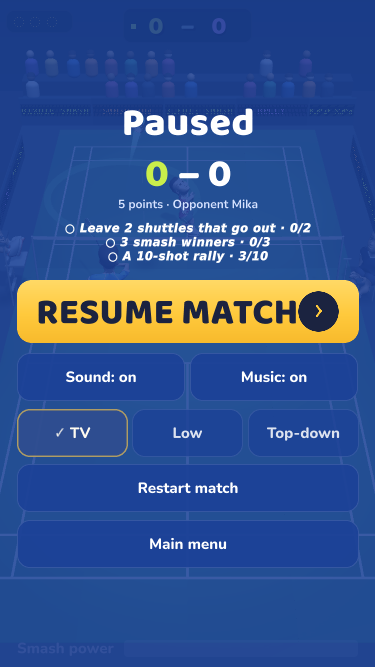 0 – 0
Paused
0 – 0
5 points · Opponent Mika
○ Leave 2 shuttles that go out · 0/2
○ 3 smash winners · 0/3
○ A 10-shot rally · 3/10
RESUME MATCH ›
Sound: on
Music: on
✓ TV
Low
Top-down
Restart match
Main menu
Smash power